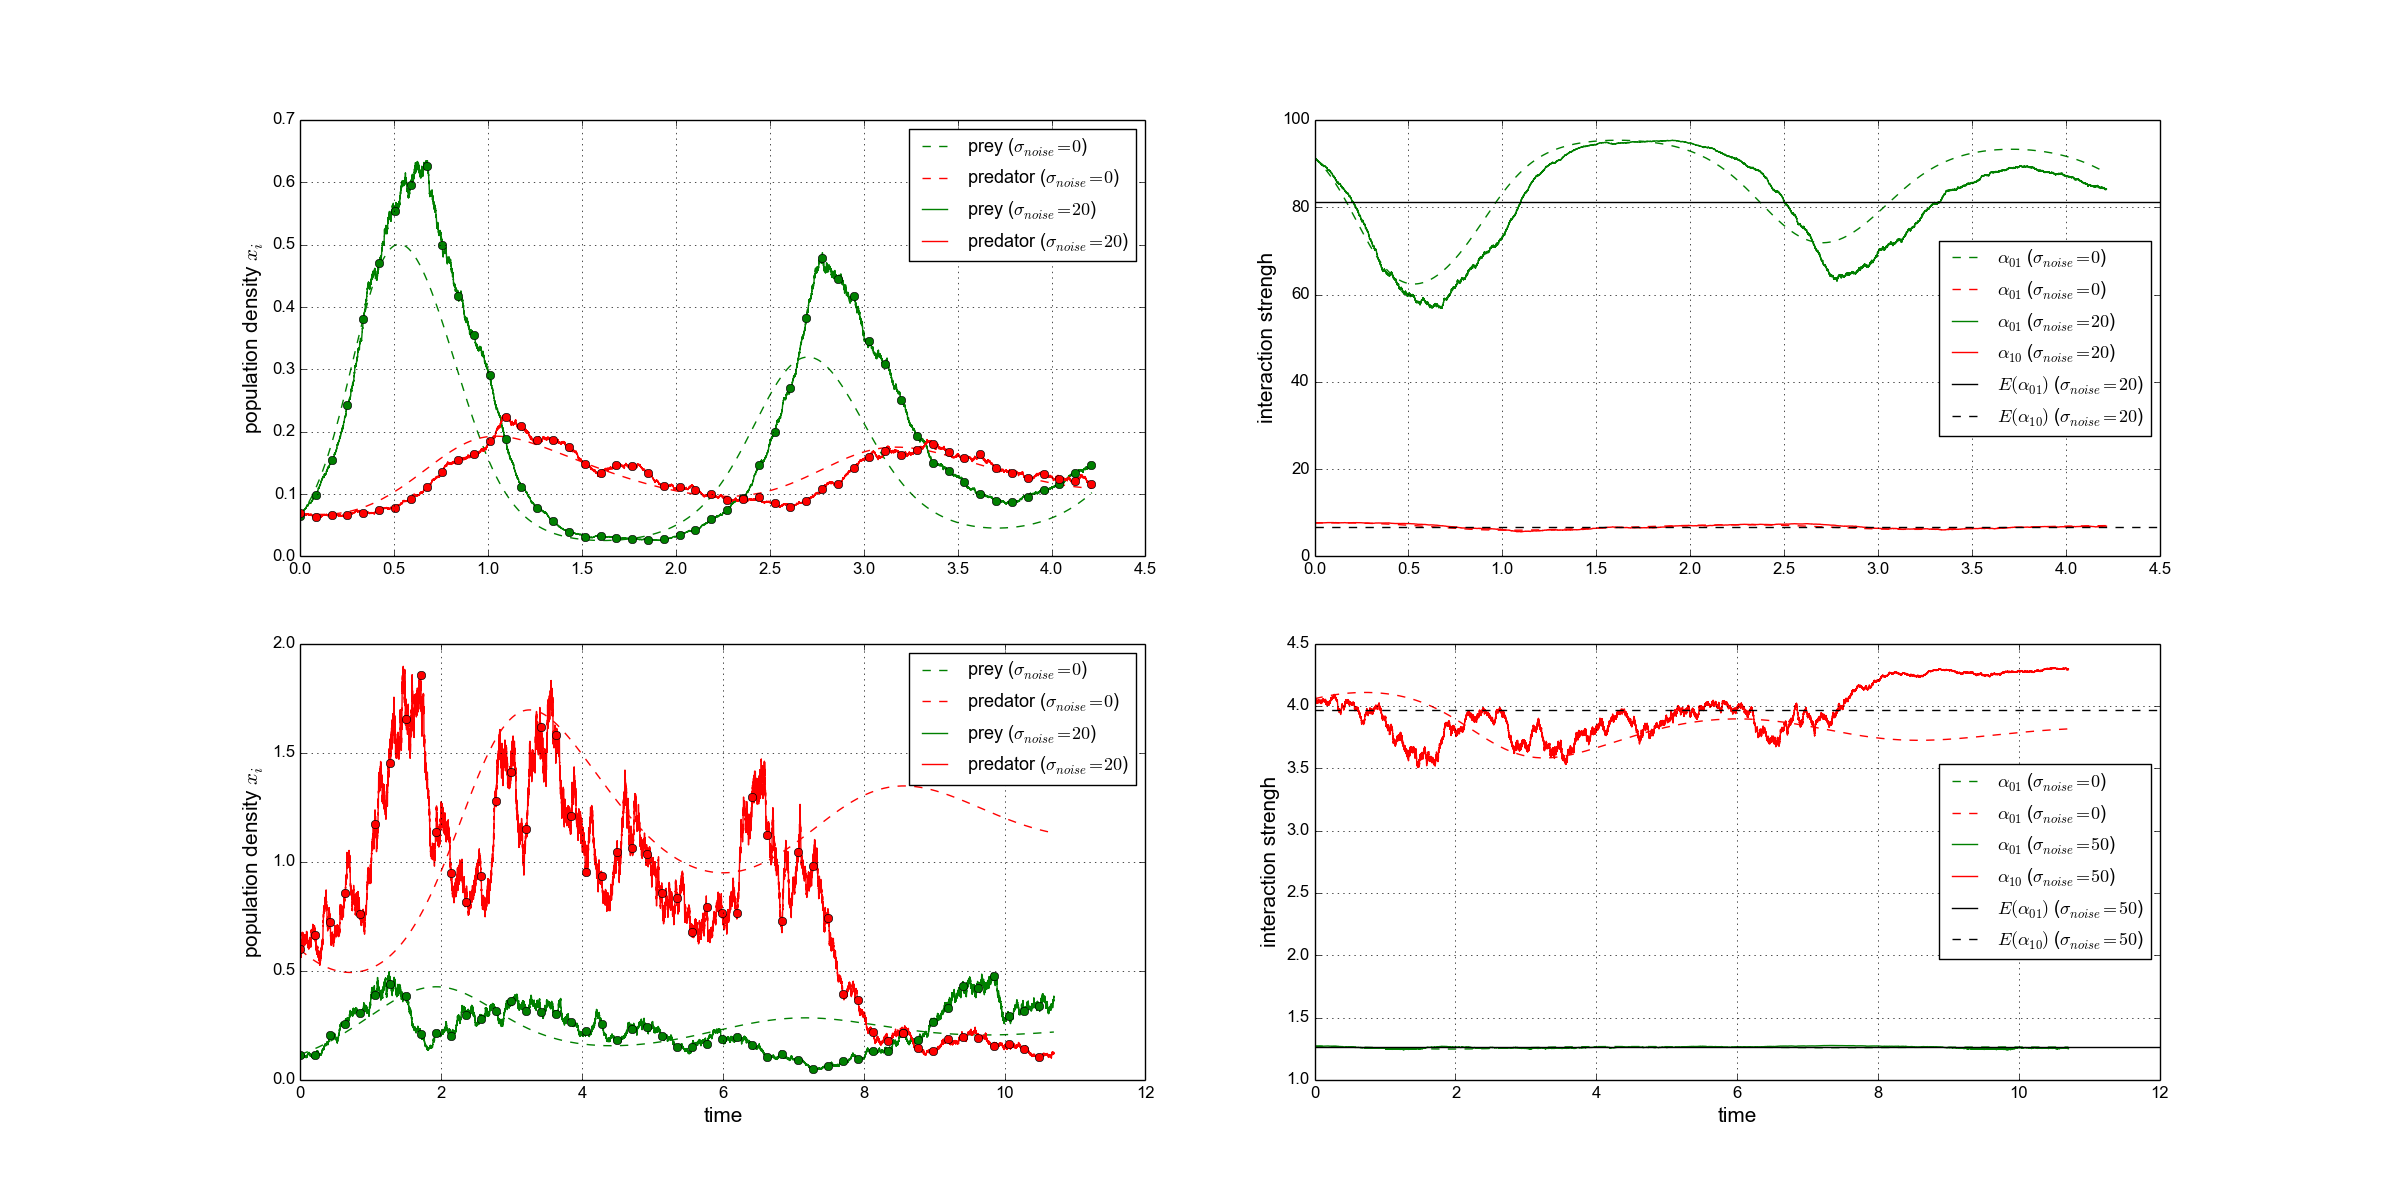 0.7
0.6
0.5
0.4
0.3
0.2
0.1
0.0
population density x_i
0.0 0.5 1.0 1.5 2.0 2.5 3.0 3.5 4.0 4.5
prey (σ_noise=0)
predator (σ_noise=0)
prey (σ_noise=20)
predator (σ_noise=20)
100
80
60
40
20
0
interaction strengh
0.0 0.5 1.0 1.5 2.0 2.5 3.0 3.5 4.0 4.5
α_01 (σ_noise=0)
α_01 (σ_noise=0)
α_01 (σ_noise=20)
α_10 (σ_noise=20)
E(α_01) (σ_noise=20)
E(α_10) (σ_noise=20)
2.0
1.5
1.0
0.5
0.0
population density x_i
0 2 4 6 8 10 12
time
prey (σ_noise=0)
predator (σ_noise=0)
prey (σ_noise=20)
predator (σ_noise=20)
4.5
4.0
3.5
3.0
2.5
2.0
1.5
1.0
interaction strengh
0 2 4 6 8 10 12
time
α_01 (σ_noise=0)
α_01 (σ_noise=0)
α_01 (σ_noise=50)
α_10 (σ_noise=50)
E(α_01) (σ_noise=50)
E(α_10) (σ_noise=50)